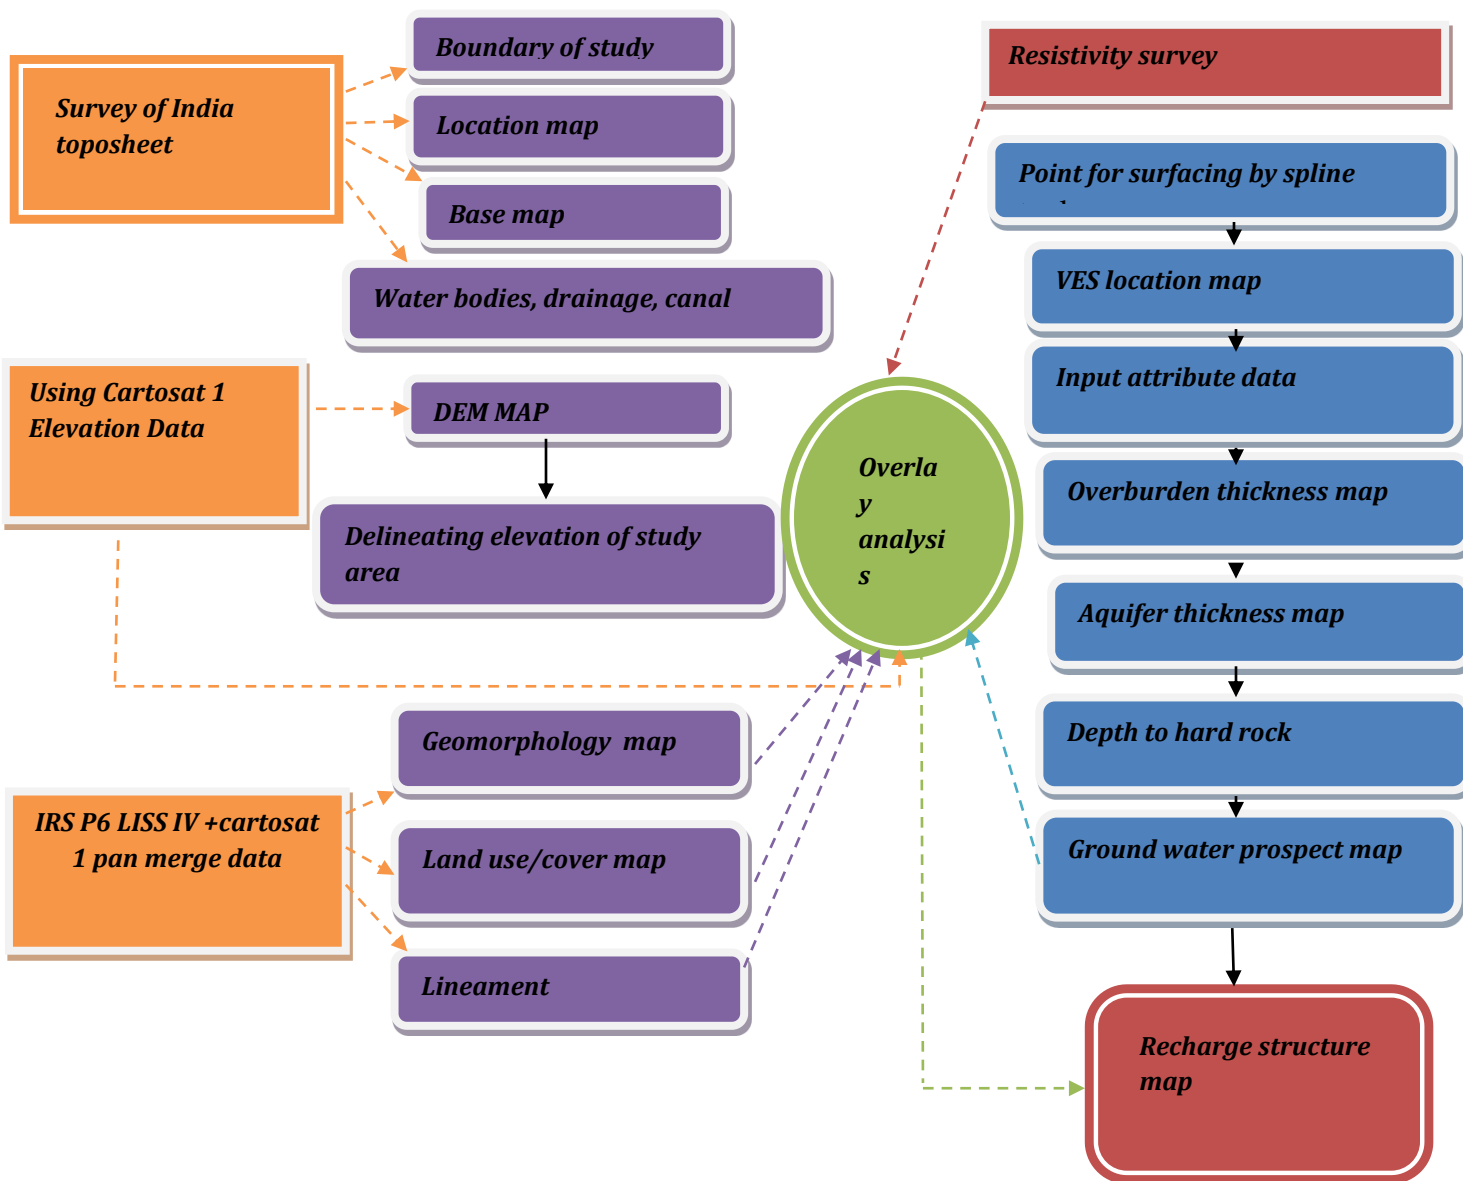 Survey of India
toposheet
Boundary of study
Location map
Base map
Water bodies, drainage, canal
Using Cartosat 1
Elevation Data
DEM MAP
Delineating elevation of study
area
IRS P6 LISS IV +cartosat
1 pan merge data
Geomorphology map
Land use/cover map
Lineament
Overla
y
analysi
s
Resistivity survey
Point for surfacing by spline
VES location map
Input attribute data
Overburden thickness map
Aquifer thickness map
Depth to hard rock
Ground water prospect map
Recharge structure
map